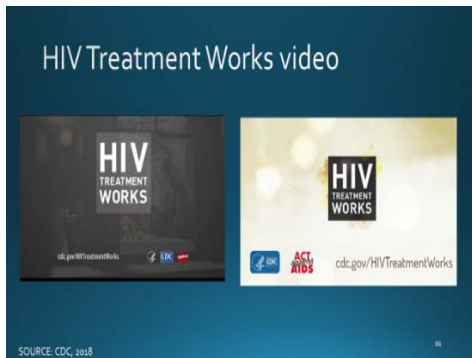 HIV Treatment Works video
HIV
TREATMENT
WORKS
cdc.gov/HIVTreatmentWorks
CDC
HIV
TREATMENT
WORKS
CDC
ACT
against
AIDS
cdc.gov/HIVTreatmentWorks
SOURCE: CDC, 2018